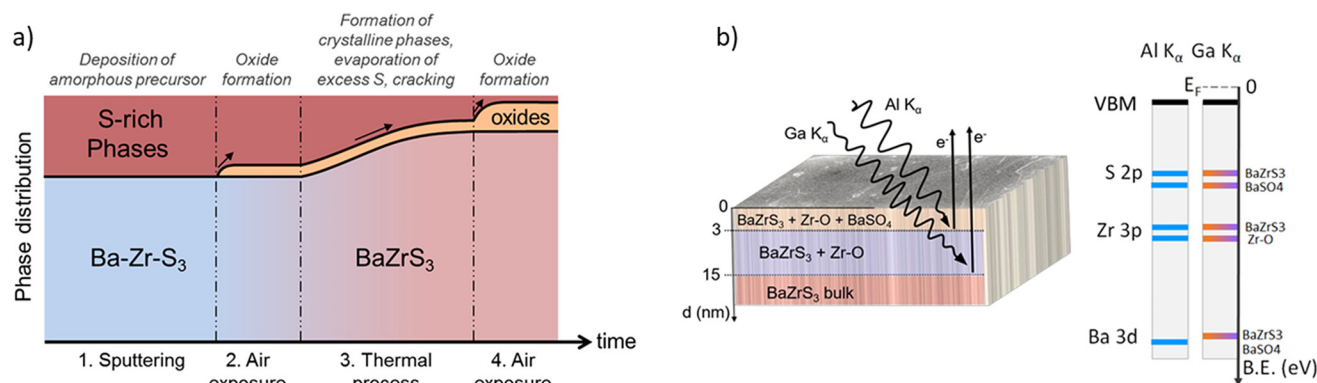 a)
Deposition of
amorphous precursor
Oxide
formation
Formation of
crystalline phases,
evaporation of
excess S, cracking
Oxide
formation
Phase distribution
S-rich
Phases
oxides
Ba-Zr-S3
BaZrS3
time
1. Sputtering
2. Air
exposure
3. Thermal
process
4. Air
exposure
b)
Al Kα
Ga Kα
e-
e-
0
BaZrS3 + Zr-O + BaSO4
3
BaZrS3 + Zr-O
15
BaZrS3 bulk
d (nm)
Al Kα Ga Kα
EF
0
VBM
S 2p
BaZrS3
BaSO4
Zr 3p
BaZrS3
Zr-O
Ba 3d
BaZrS3
BaSO4
B.E. (eV)